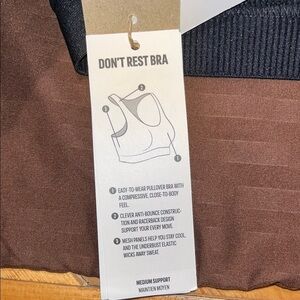 DON'T REST BRA
3
2
1
1 EASY-TO-WEAR PULLOVER BRA WITH
A COMPRESSIVE, CLOSE-TO-BODY
FEEL.
2 CLEVER ANTI-BOUNCE CONSTRUC-
TION AND RACERBACK DESIGN
SUPPORT YOUR EVERY MOVE.
3 MESH PANELS HELP YOU STAY COOL,
AND THE UNDERBUST ELASTIC
WICKS AWAY SWEAT.
MEDIUM SUPPORT
MAINTIEN MOYEN